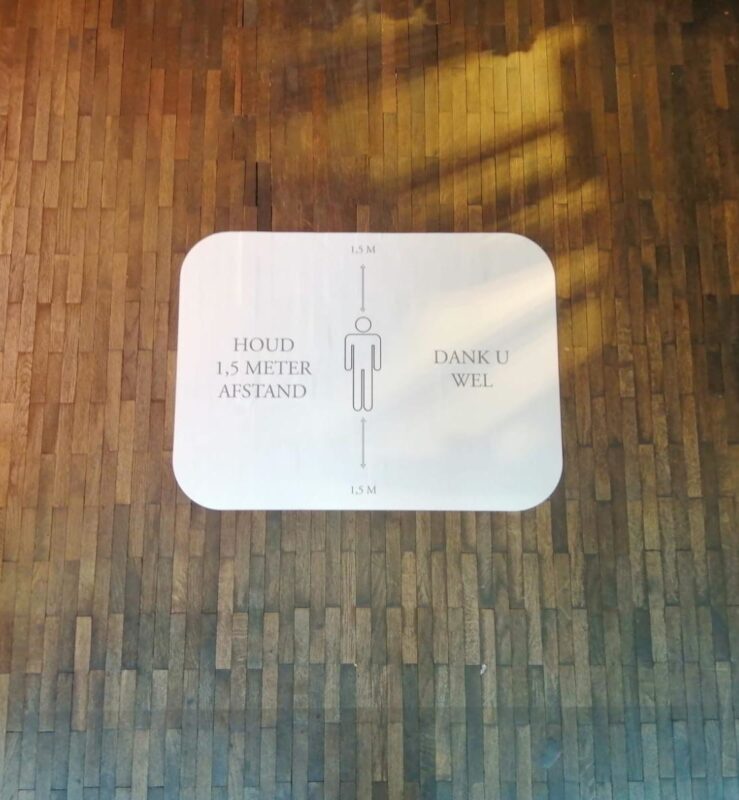 1,5 M
HOUD
1,5 METER
AFSTAND
DANK U
WEL
1,5 M